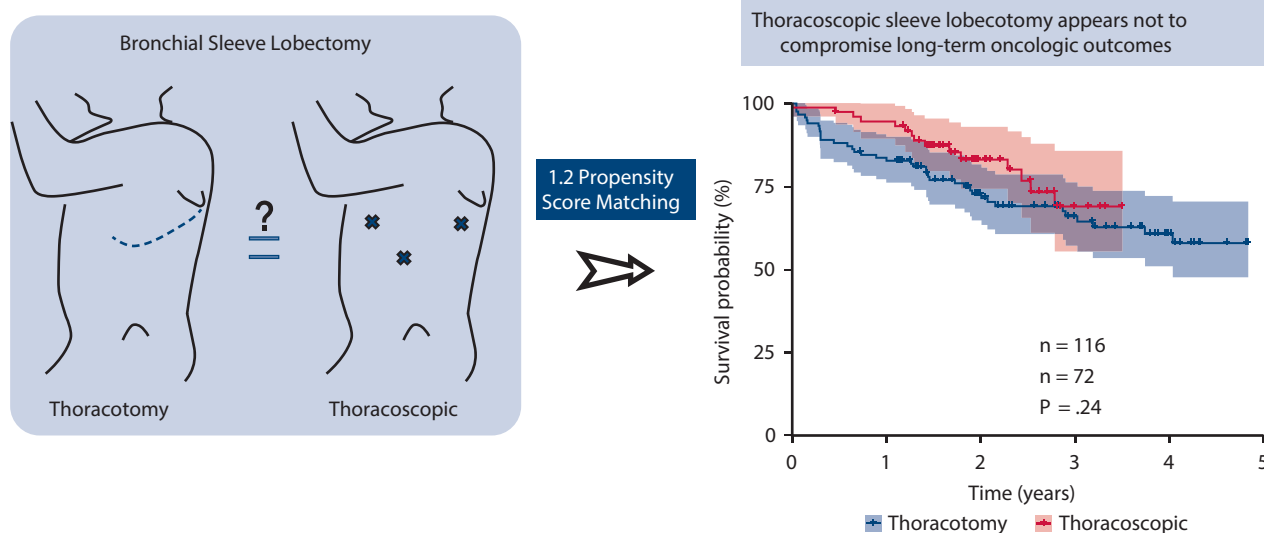 Bronchial Sleeve Lobectomy
?
Thoracotomy
Thoracoscopic
1.2 Propensity
Score Matching
Thoracoscopic sleeve lobecotomy appears not to
compromise long-term oncologic outcomes
Survival probability (%)
100
75
50
25
0
n = 116
n = 72
P = .24
0 1 2 3 4 5
Time (years)
Thoracotomy Thoracoscopic